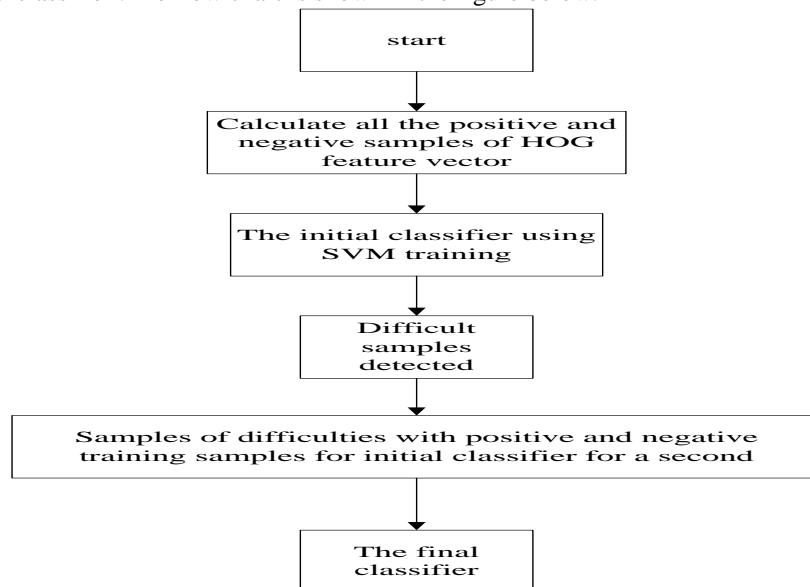 start
Calculate all the positive and
negative samples of HOG
feature vector
The initial classifier using
SVM training
Difficult
samples
detected
Samples of difficulties with positive and negative
training samples for initial classifier for a second
The final
classifier